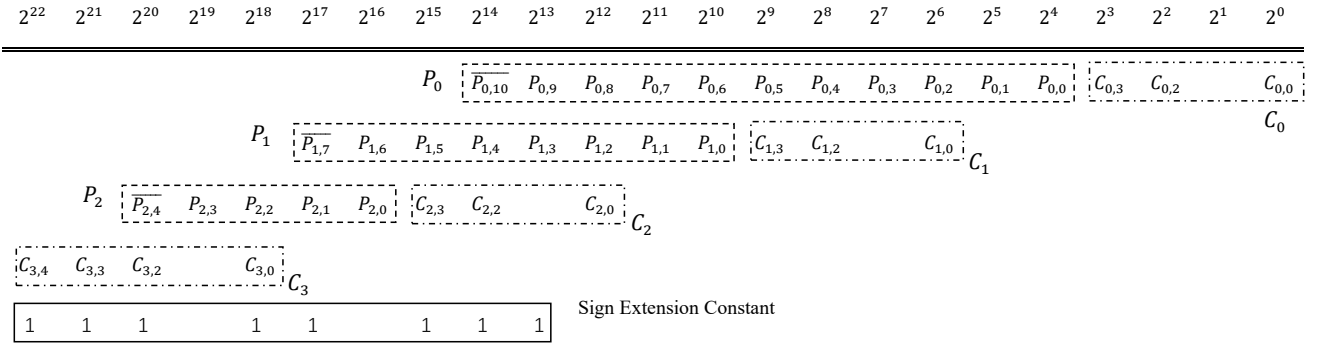 2²² 2²¹ 2²⁰ 2¹⁹ 2¹⁸ 2¹⁷ 2¹⁶ 2¹⁵ 2¹⁴ 2¹³ 2¹² 2¹¹ 2¹⁰ 2⁹ 2⁸ 2⁷ 2⁶ 2⁵ 2⁴ 2³ 2² 2¹ 2⁰
P₀ P̅₀,₁₀ P₀,₉ P₀,₈ P₀,₇ P₀,₆ P₀,₅ P₀,₄ P₀,₃ P₀,₂ P₀,₁ P₀,₀ C₀,₃ C₀,₂ C₀,₀
C₀
P₁ P̅₁,₇ P₁,₆ P₁,₅ P₁,₄ P₁,₃ P₁,₂ P₁,₁ P₁,₀ C₁,₃ C₁,₂ C₁,₀ C₁
P₂ P̅₂,₄ P₂,₃ P₂,₂ P₂,₁ P₂,₀ C₂,₃ C₂,₂ C₂,₀ C₂
C₃,₄ C₃,₃ C₃,₂ C₃,₀ C₃
Sign Extension Constant
1 1 1 1 1 1 1 1